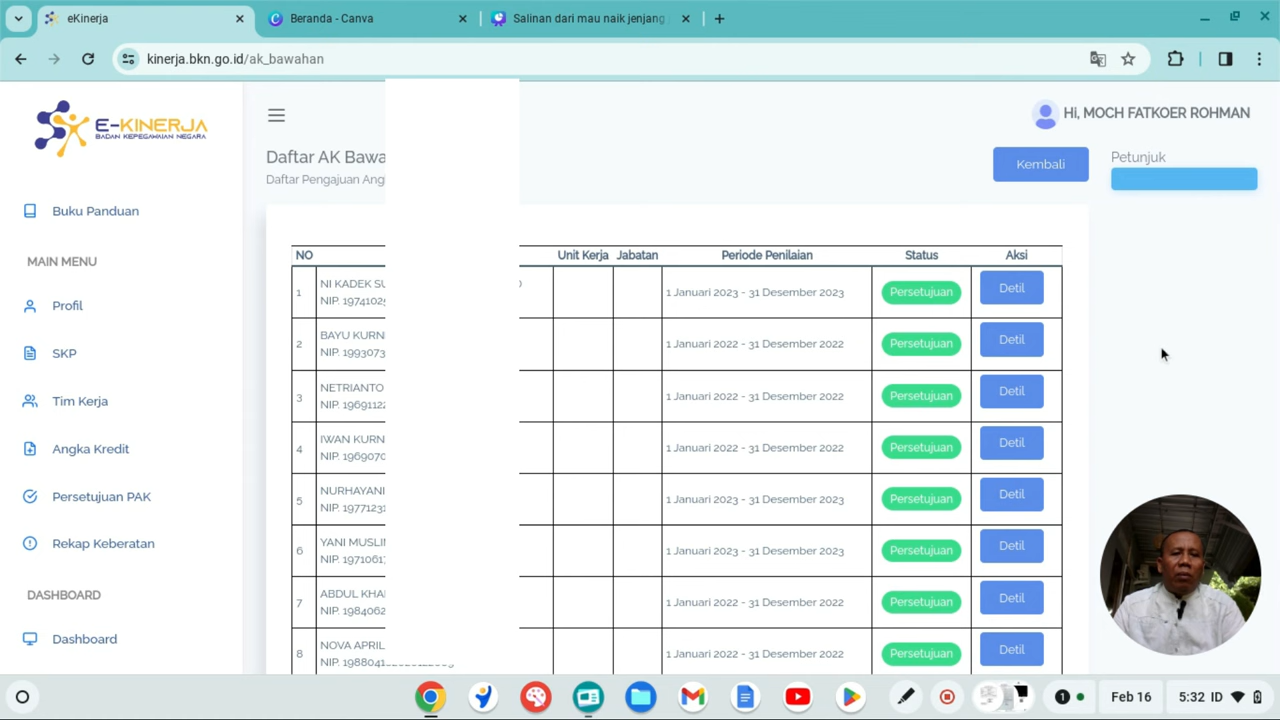 eKinerja
Beranda - Canva
Salinan dari mau naik jenjang
kinerja.bkn.go.id/ak_bawahan
E-KINERJA
BADAN KEPEGAWAIAN NEGARA
Buku Panduan
MAIN MENU
Profil
SKP
Tim Kerja
Angka Kredit
Persetujuan PAK
Rekap Keberatan
DASHBOARD
Dashboard
Hi, MOCH FATKOER ROHMAN
Daftar AK Bawa
Daftar Pengajuan Ang
Kembali
Petunjuk
NO Unit Kerja Jabatan Periode Penilaian Status Aksi
1 NI KADEK SU 1 Januari 2023 - 31 Desember 2023 Persetujuan Detil
NIP. 1974102
2 BAYU KURN 1 Januari 2022 - 31 Desember 2022 Persetujuan Detil
NIP. 1993073
3 NETRIANTO 1 Januari 2022 - 31 Desember 2022 Persetujuan Detil
NIP. 1969112
4 IWAN KURN 1 Januari 2022 - 31 Desember 2022 Persetujuan Detil
NIP. 1969070
5 NURHAYANI 1 Januari 2023 - 31 Desember 2023 Persetujuan Detil
NIP. 1977123
6 YANI MUSLI 1 Januari 2023 - 31 Desember 2023 Persetujuan Detil
NIP. 1971061
7 ABDUL KHA 1 Januari 2022 - 31 Desember 2022 Persetujuan Detil
NIP. 1984062
8 NOVA APRIL 1 Januari 2022 - 31 Desember 2022 Persetujuan Detil
NIP. 198804
1 Feb 16 5:32 ID